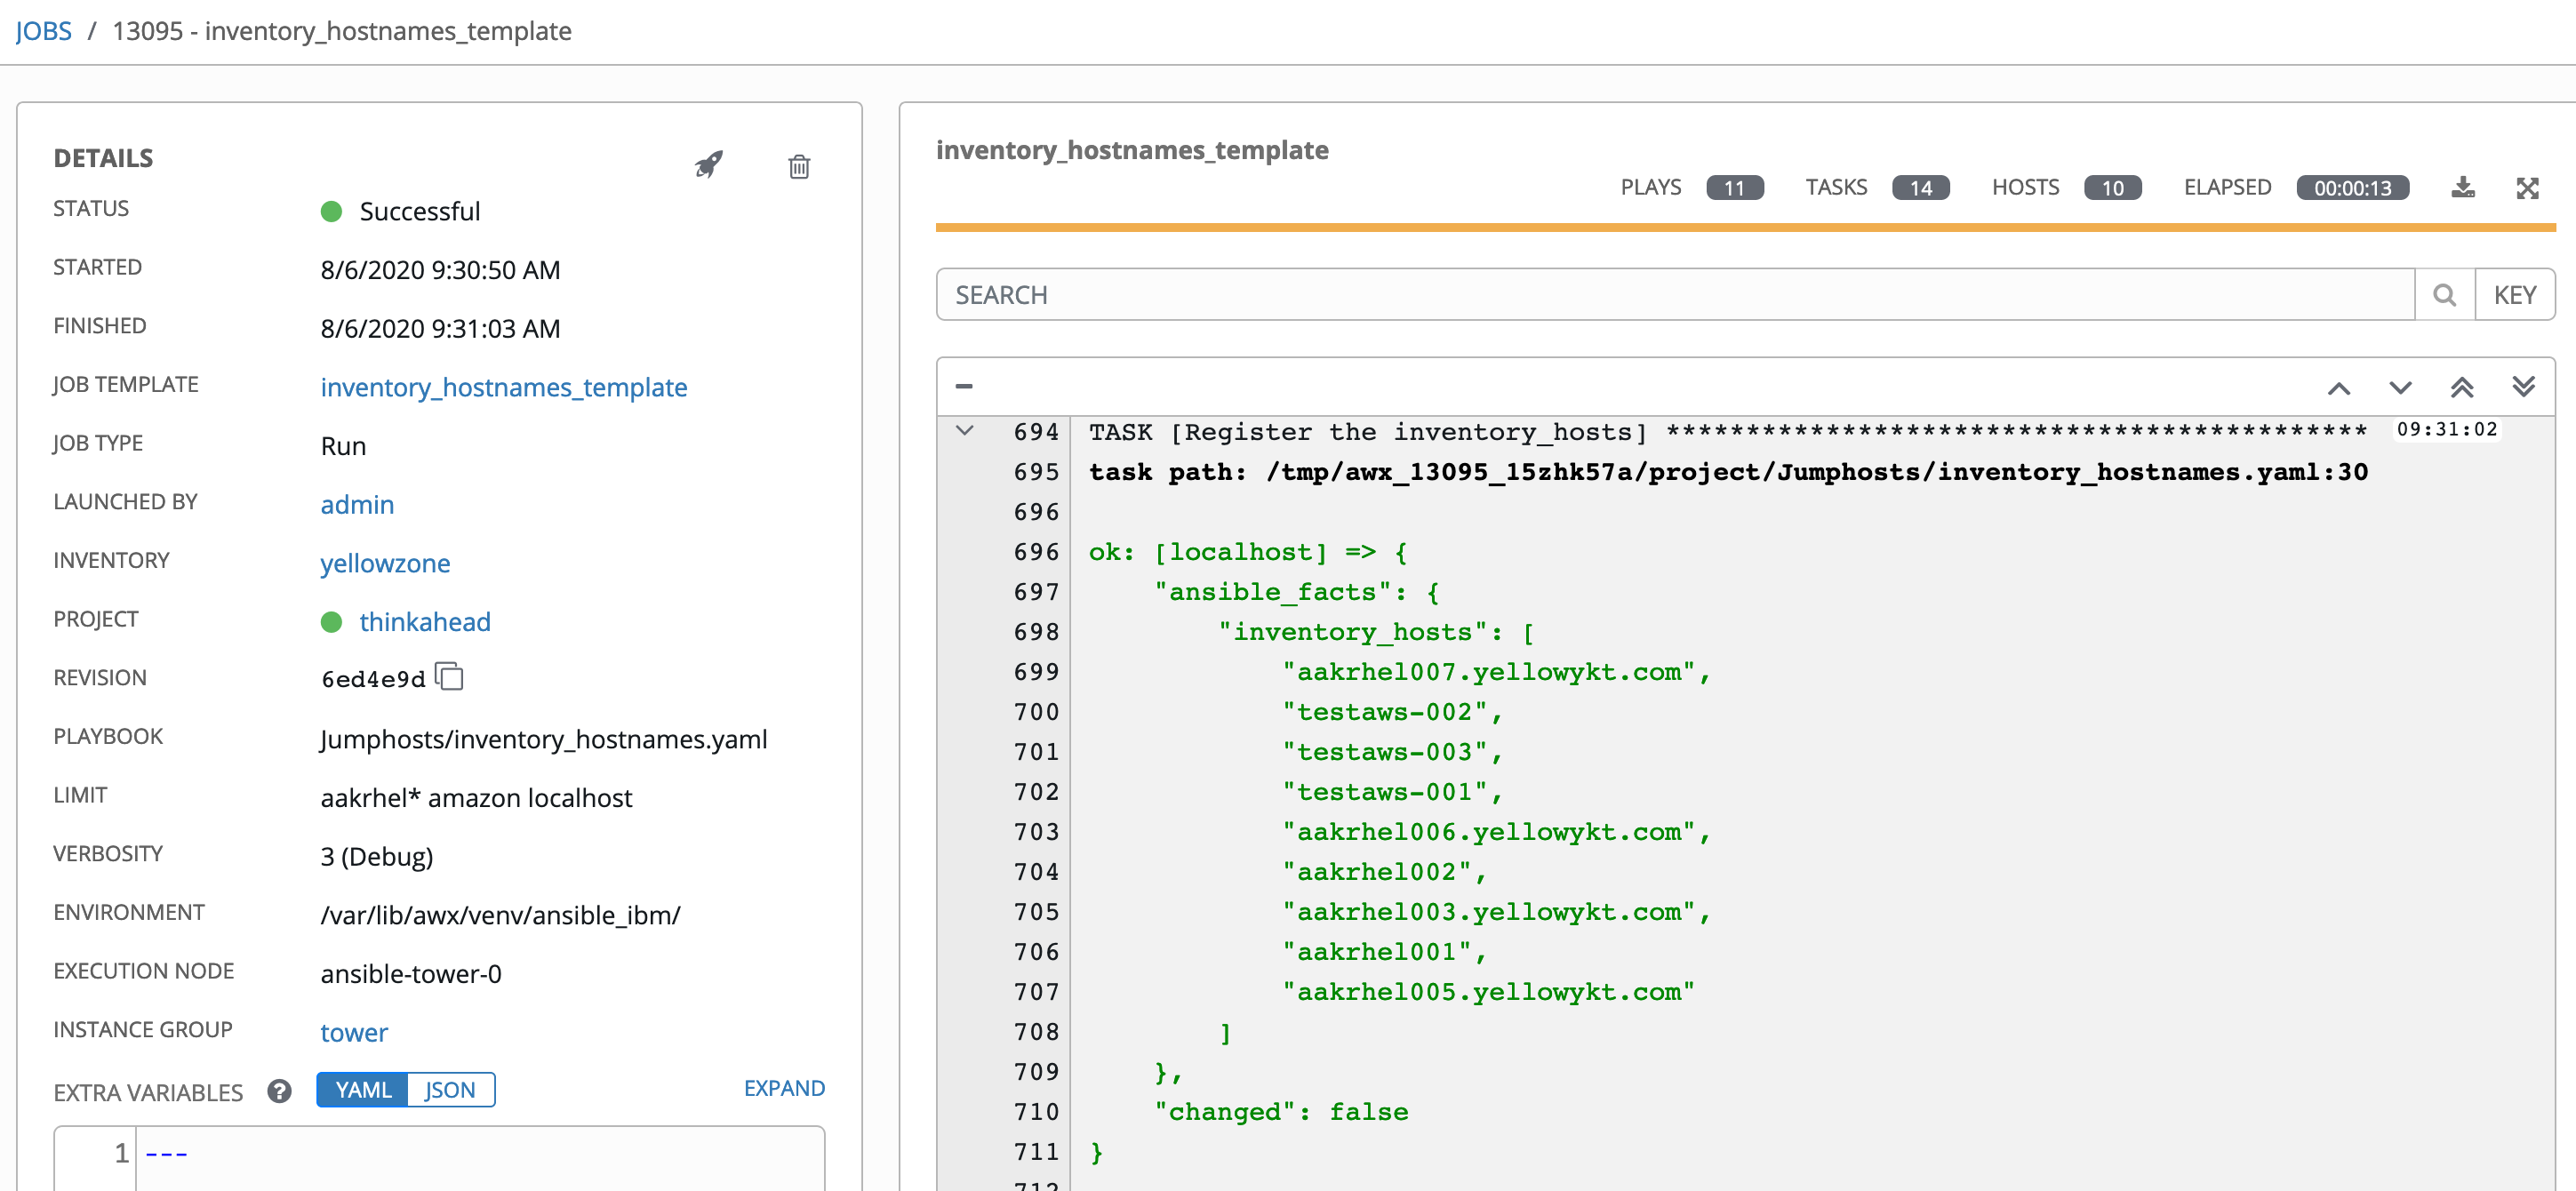 JOBS / 13095 - inventory_hostnames_template
DETAILS
STATUS Successful
STARTED 8/6/2020 9:30:50 AM
FINISHED 8/6/2020 9:31:03 AM
JOB TEMPLATE inventory_hostnames_template
JOB TYPE Run
LAUNCHED BY admin
INVENTORY yellowzone
PROJECT thinkahead
REVISION 6ed4e9d
PLAYBOOK Jumphosts/inventory_hostnames.yaml
LIMIT aakrhel* amazon localhost
VERBOSITY 3 (Debug)
ENVIRONMENT /var/lib/awx/venv/ansible_ibm/
EXECUTION NODE ansible-tower-0
INSTANCE GROUP tower
EXTRA VARIABLES ? YAML JSON EXPAND
1 ---
inventory_hostnames_template
PLAYS 11 TASKS 14 HOSTS 10 ELAPSED 00:00:13
SEARCH KEY
694 TASK [Register the inventory_hosts] ******************************************** 09:31:02
695 task path: /tmp/awx_13095_15zhk57a/project/Jumphosts/inventory_hostnames.yaml:30
696
696 ok: [localhost] => {
697 "ansible_facts": {
698 "inventory_hosts": [
699 "aakrhel007.yellowykt.com",
700 "testaws-002",
701 "testaws-003",
702 "testaws-001",
703 "aakrhel006.yellowykt.com",
704 "aakrhel002",
705 "aakrhel003.yellowykt.com",
706 "aakrhel001",
707 "aakrhel005.yellowykt.com"
708 ]
709 },
710 "changed": false
711 }
712